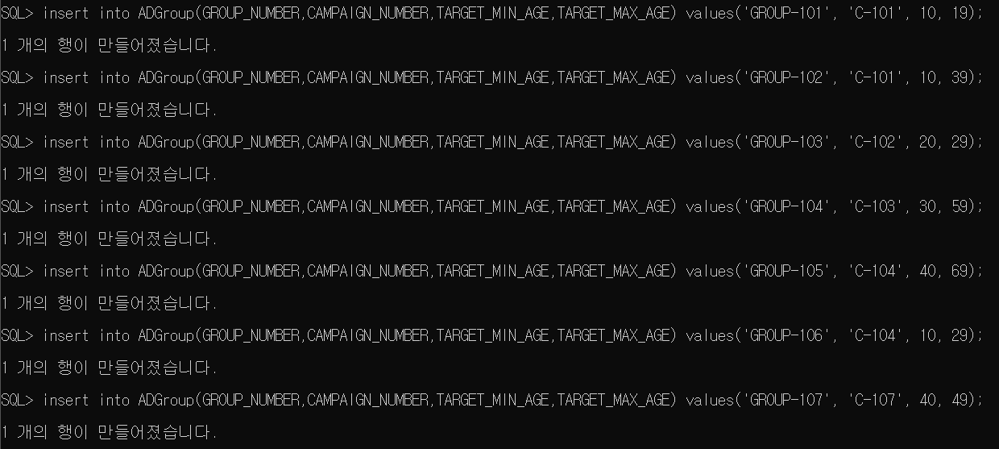 SQL> insert into ADGroup(GROUP_NUMBER,CAMPAIGN_NUMBER,TARGET_MIN_AGE,TARGET_MAX_AGE) values('GROUP-101', 'C-101', 10, 19);
1 개의 행이 만들어졌습니다.
SQL> insert into ADGroup(GROUP_NUMBER,CAMPAIGN_NUMBER,TARGET_MIN_AGE,TARGET_MAX_AGE) values('GROUP-102', 'C-101', 10, 39);
1 개의 행이 만들어졌습니다.
SQL> insert into ADGroup(GROUP_NUMBER,CAMPAIGN_NUMBER,TARGET_MIN_AGE,TARGET_MAX_AGE) values('GROUP-103', 'C-102', 20, 29);
1 개의 행이 만들어졌습니다.
SQL> insert into ADGroup(GROUP_NUMBER,CAMPAIGN_NUMBER,TARGET_MIN_AGE,TARGET_MAX_AGE) values('GROUP-104', 'C-103', 30, 59);
1 개의 행이 만들어졌습니다.
SQL> insert into ADGroup(GROUP_NUMBER,CAMPAIGN_NUMBER,TARGET_MIN_AGE,TARGET_MAX_AGE) values('GROUP-105', 'C-104', 40, 69);
1 개의 행이 만들어졌습니다.
SQL> insert into ADGroup(GROUP_NUMBER,CAMPAIGN_NUMBER,TARGET_MIN_AGE,TARGET_MAX_AGE) values('GROUP-106', 'C-104', 10, 29);
1 개의 행이 만들어졌습니다.
SQL> insert into ADGroup(GROUP_NUMBER,CAMPAIGN_NUMBER,TARGET_MIN_AGE,TARGET_MAX_AGE) values('GROUP-107', 'C-107', 40, 49);
1 개의 행이 만들어졌습니다.